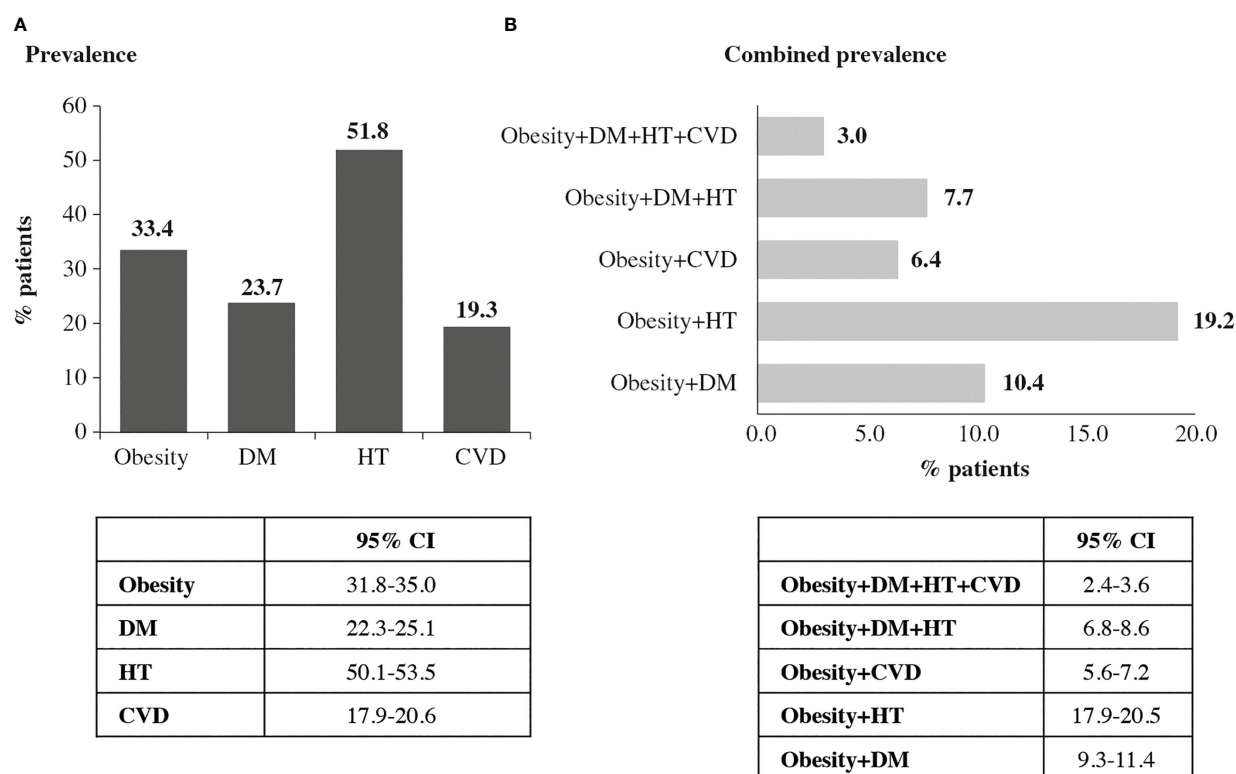 A
Prevalence
60
50
40
30
20
10
0
% patients
33.4
23.7
51.8
19.3
Obesity
DM
HT
CVD
95% CI
Obesity 31.8-35.0
DM 22.3-25.1
HT 50.1-53.5
CVD 17.9-20.6
B
Combined prevalence
Obesity+DM+HT+CVD 3.0
Obesity+DM+HT 7.7
Obesity+CVD 6.4
Obesity+HT 19.2
Obesity+DM 10.4
0.0 5.0 10.0 15.0 20.0
% patients
95% CI
Obesity+DM+HT+CVD 2.4-3.6
Obesity+DM+HT 6.8-8.6
Obesity+CVD 5.6-7.2
Obesity+HT 17.9-20.5
Obesity+DM 9.3-11.4